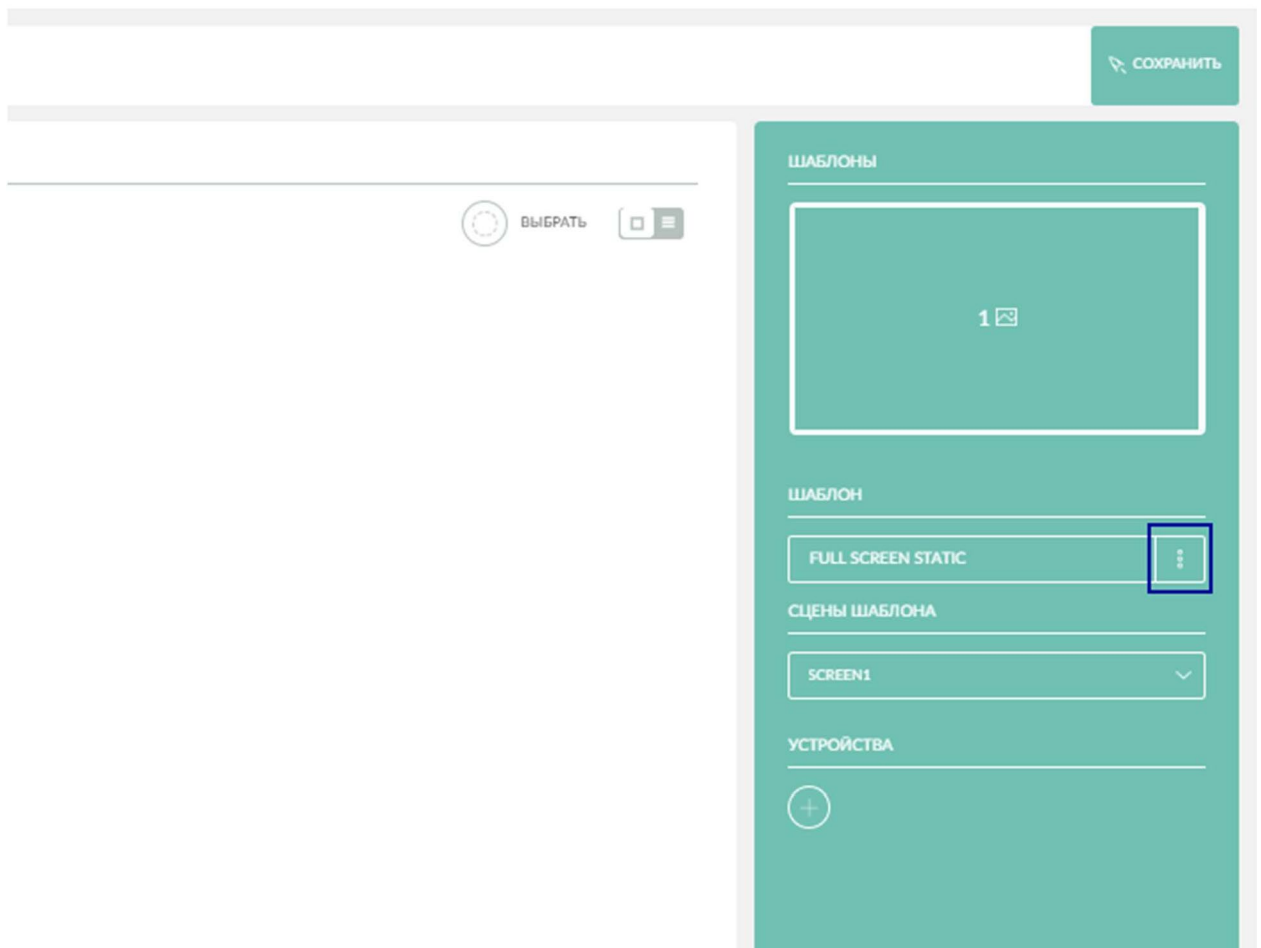 СОХРАНИТЬ
ШАБЛОНЫ
ВЫБРАТЬ
1
ШАБЛОН
FULL SCREEN STATIC
СЦЕНЫ ШАБЛОНА
SCREEN1
УСТРОЙСТВА